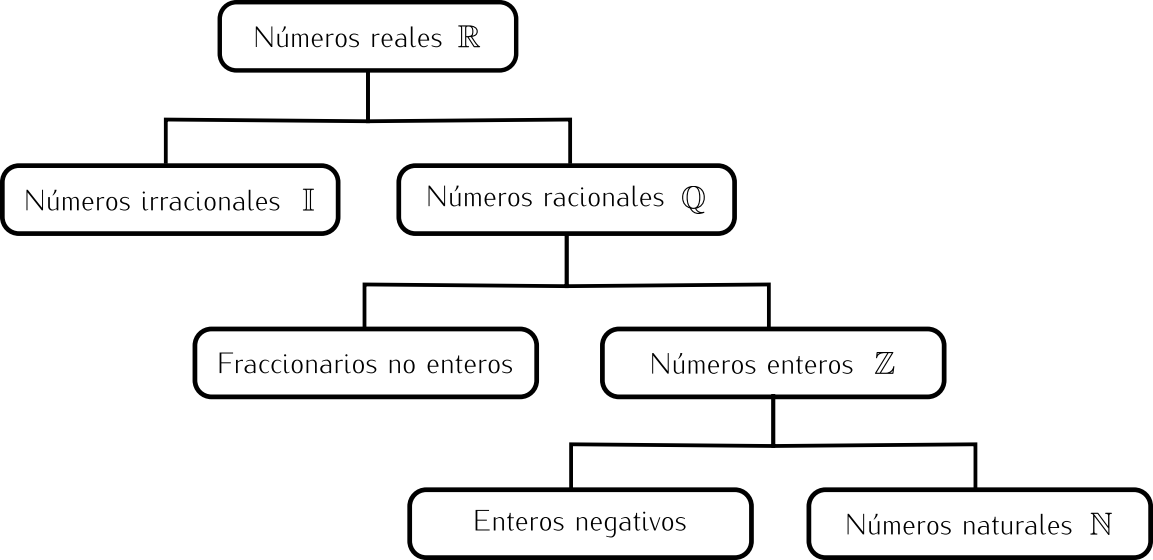 Números reales ℝ
Números irracionales 𝕀
Números racionales ℚ
Fraccionarios no enteros
Números enteros ℤ
Enteros negativos
Números naturales ℕ